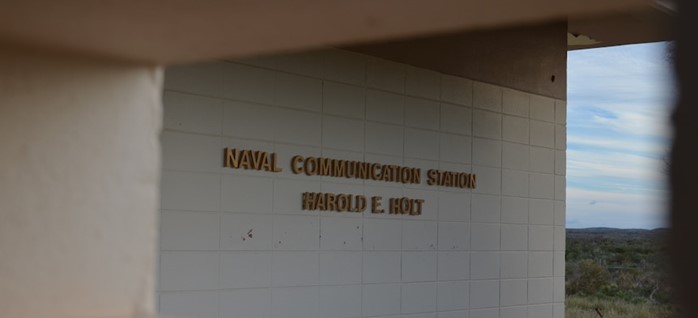 NAVAL COMMUNICATION STATION
HAROLD E. HOLT